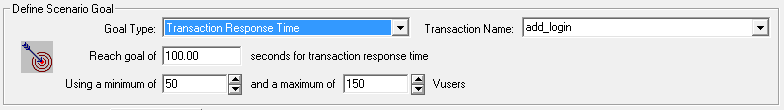 Define Scenario Goal
Goal Type: Transaction Response Time Transaction Name: add_login
Reach goal of 100.00 seconds for transaction response time
Using a minimum of 50 and a maximum of 150 Vusers